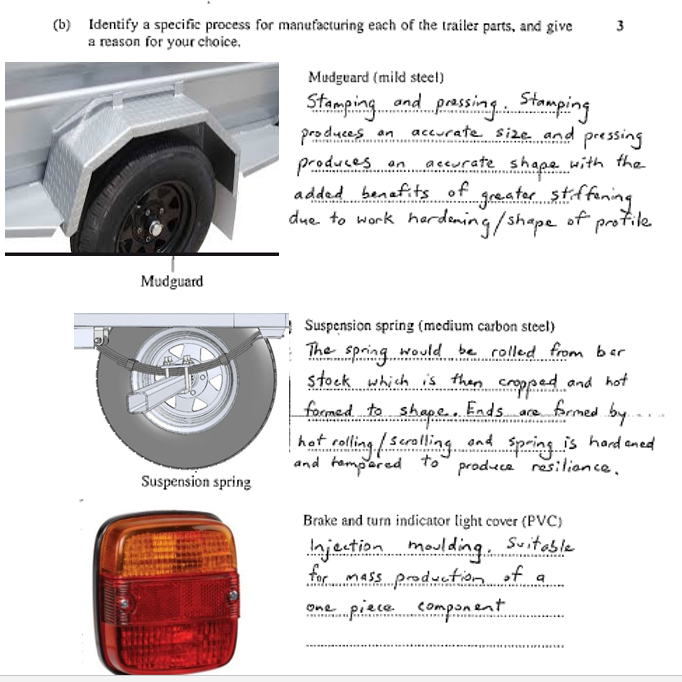 (b) Identify a specific process for manufacturing each of the trailer parts, and give 3
a reason for your choice.
Mudguard (mild steel)
Stamping and pressing. Stamping
produces an accurate size and pressing
produces an accurate shape with the
added benefits of greater stiffening
due to work hardening/shape of profile
Mudguard
Suspension spring (medium carbon steel)
The spring would be rolled from bar
stock which is then cropped and hot
formed to shape. Ends are formed by
hot rolling/scrolling and spring is hardened
and tempered to produce resiliance.
Suspension spring
Brake and turn indicator light cover (PVC)
Injection moulding. Suitable
for mass production of a
one piece component